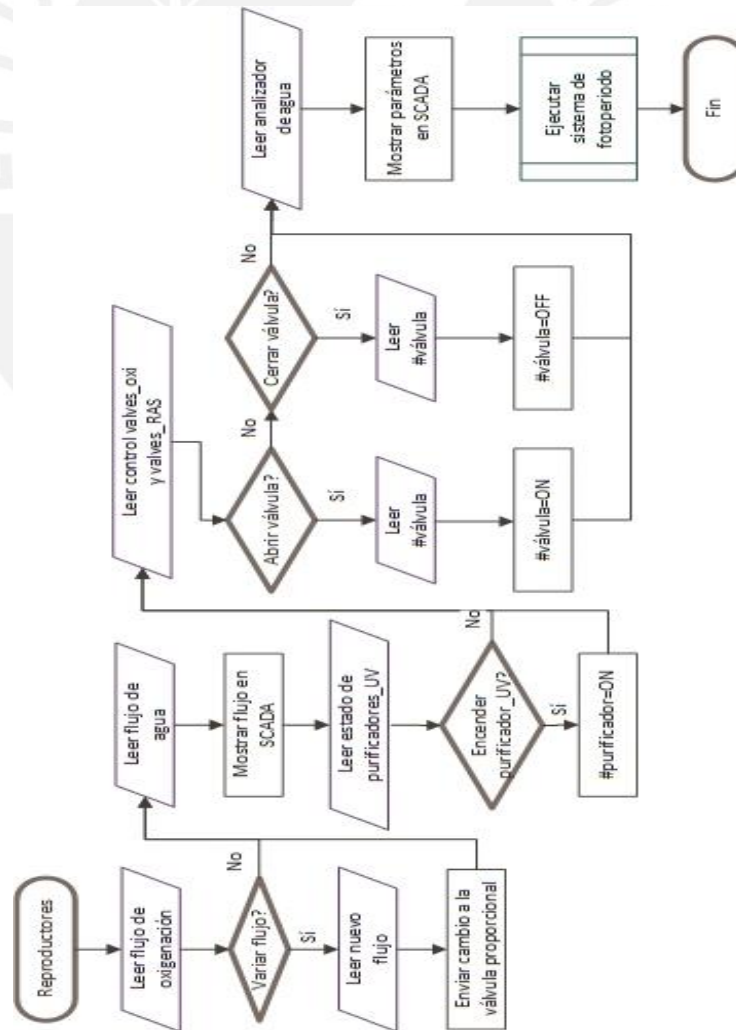 Reproductores
Leer flujo de
oxigenación
Variar flujo?
No
Sí
Leer nuevo
flujo
Enviar cambio a la
válvula proporcional
Leer flujo de
agua
Mostrar flujo en
SCADA
Leer estado de
purificadores_UV
Encender
purificador_UV?
No
Sí
#purificador=ON
Leer control valves_oxi
y valves_RAS
Abrir válvula?
No
Sí
Leer
#válvula
#válvula=ON
Cerrar válvula?
No
Sí
Leer
#válvula
#válvula=OFF
Leer analizador
de agua
Mostrar parámetros
en SCADA
Ejecutar
sistema de
fotoperiodo
Fin